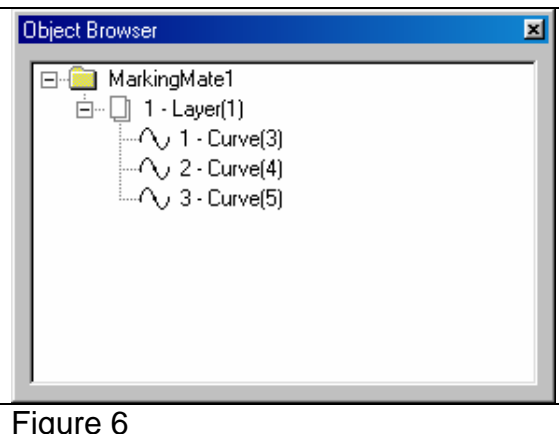 Object Browser
MarkingMate1
1 - Layer(1)
1 - Curve(3)
2 - Curve(4)
3 - Curve(5)
Figure 6